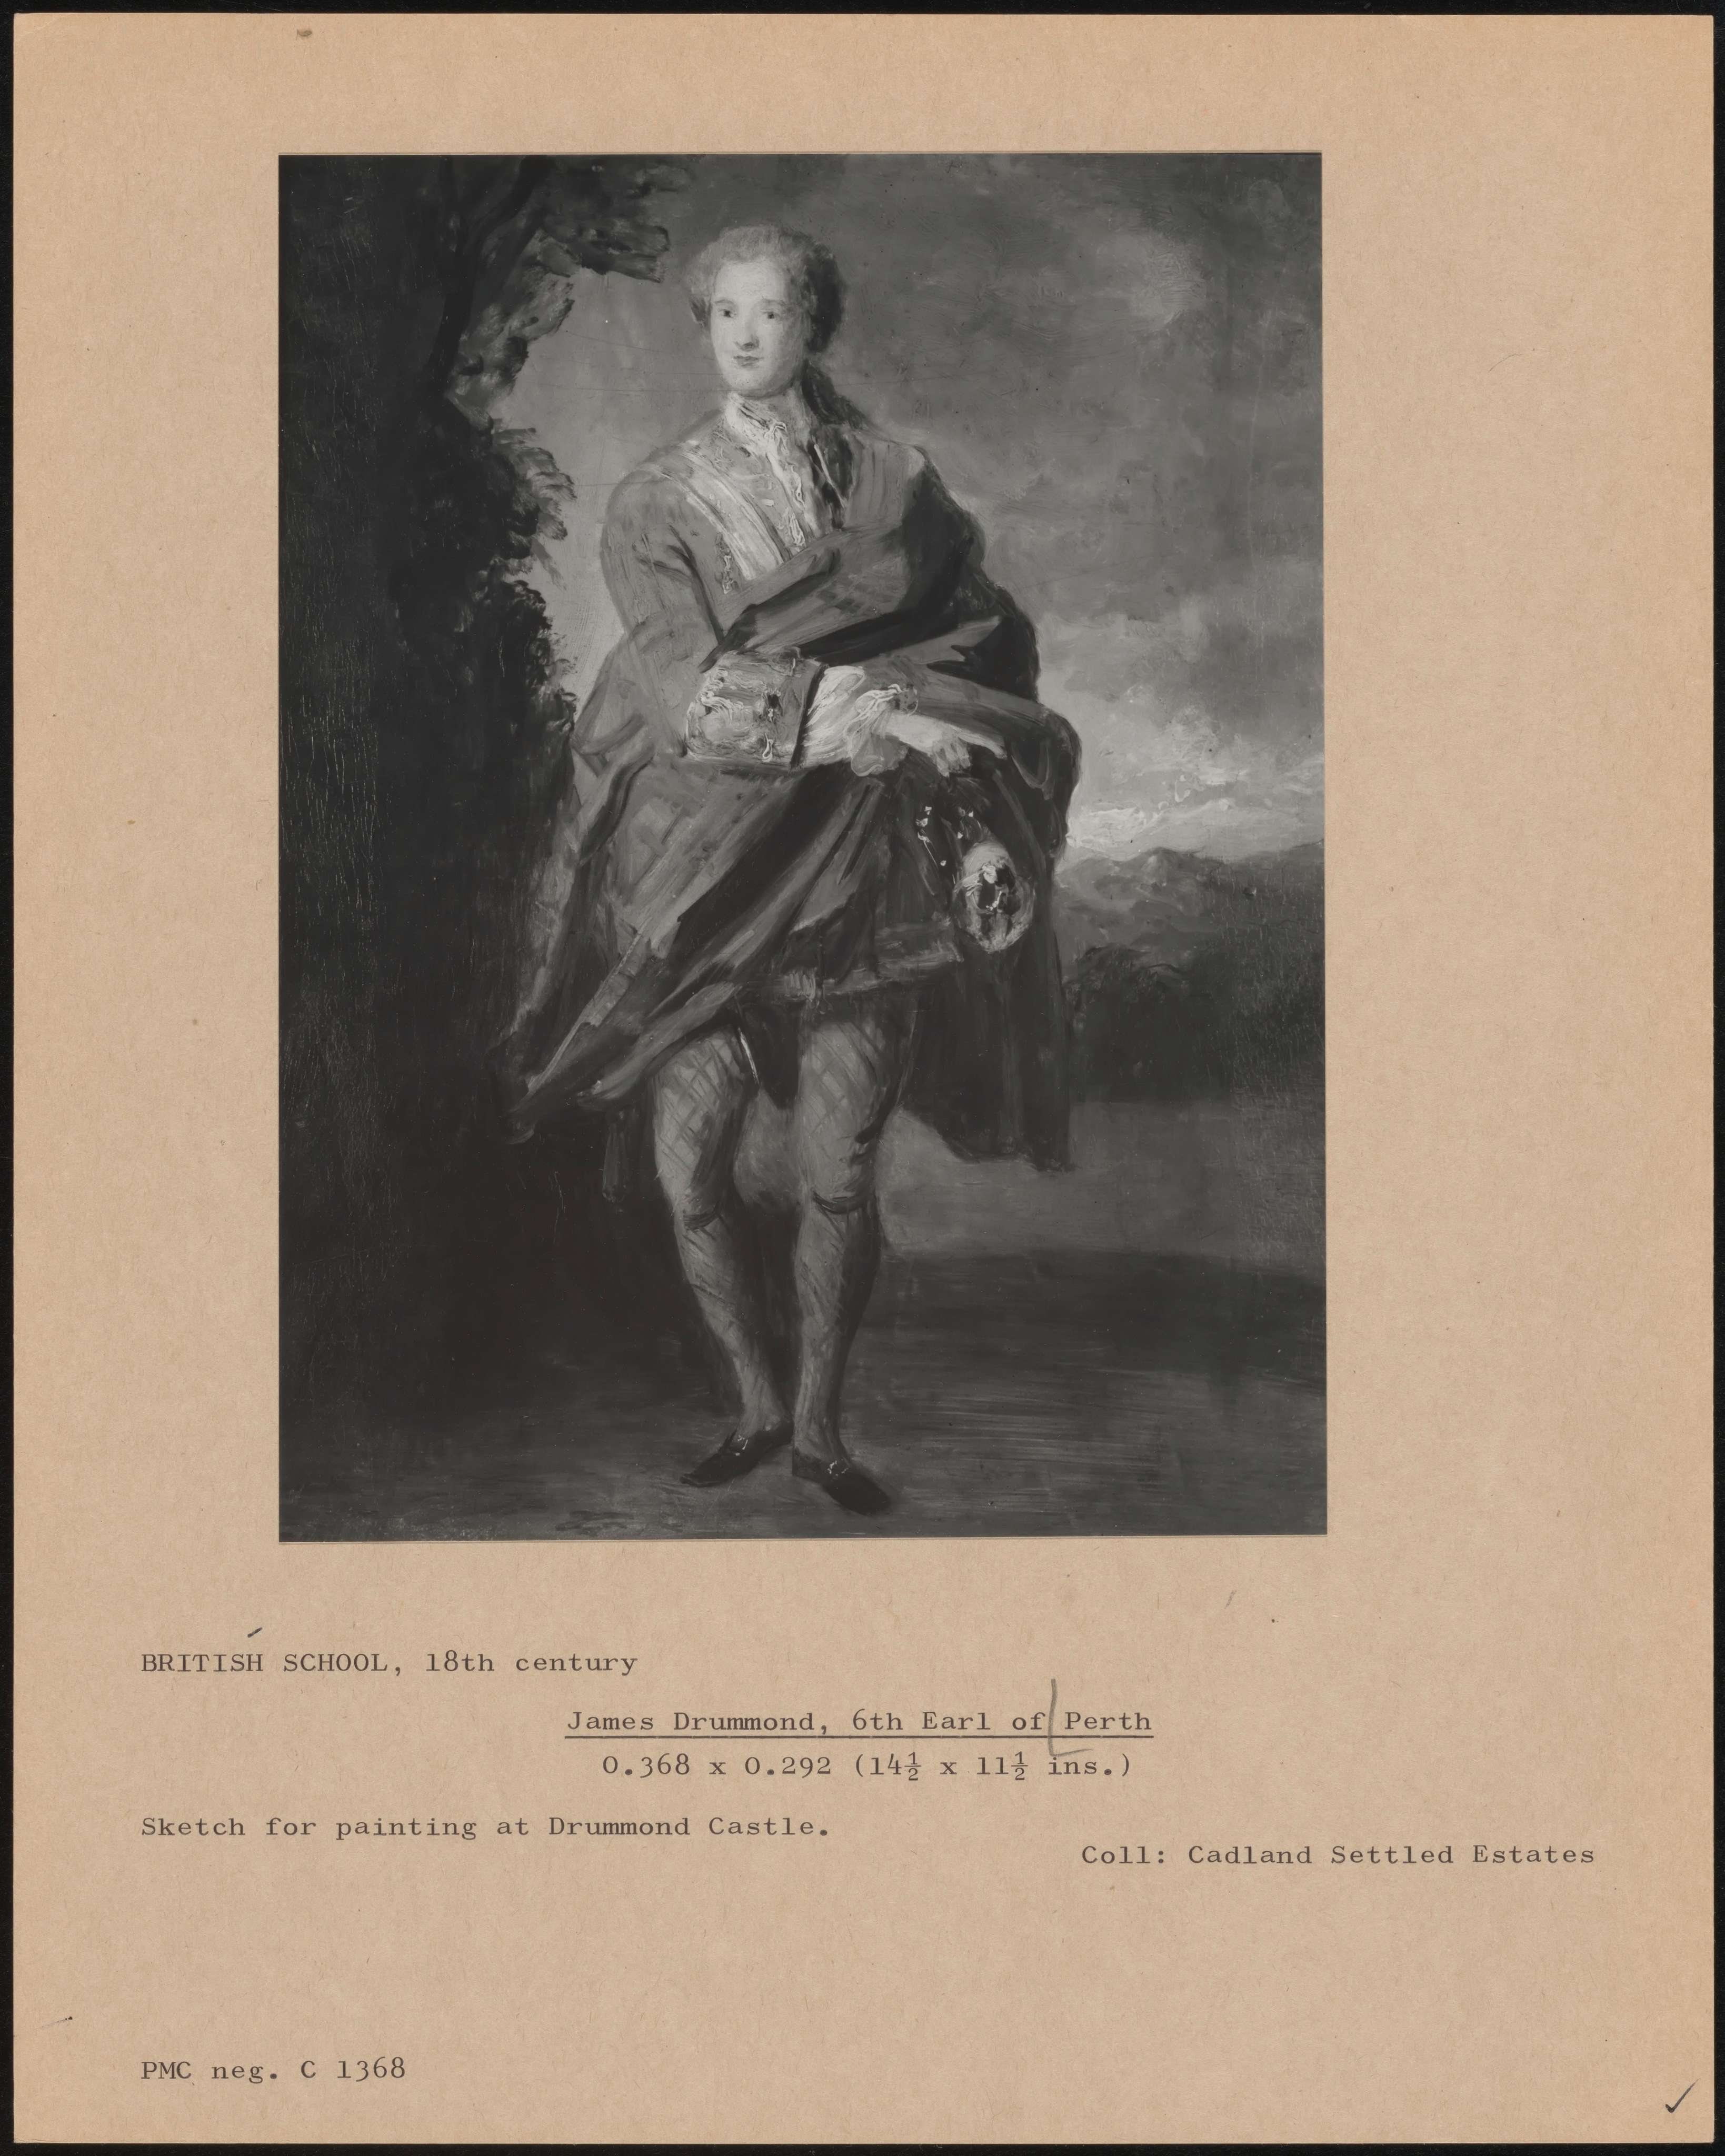 BRITISH SCHOOL, 18th century
James Drummond, 6th Earl of Perth
0.368 x 0.292 (14½ x 11½ ins.)
Sketch for painting at Drummond Castle.
Coll: Cadland Settled Estates
PMC neg. C 1368